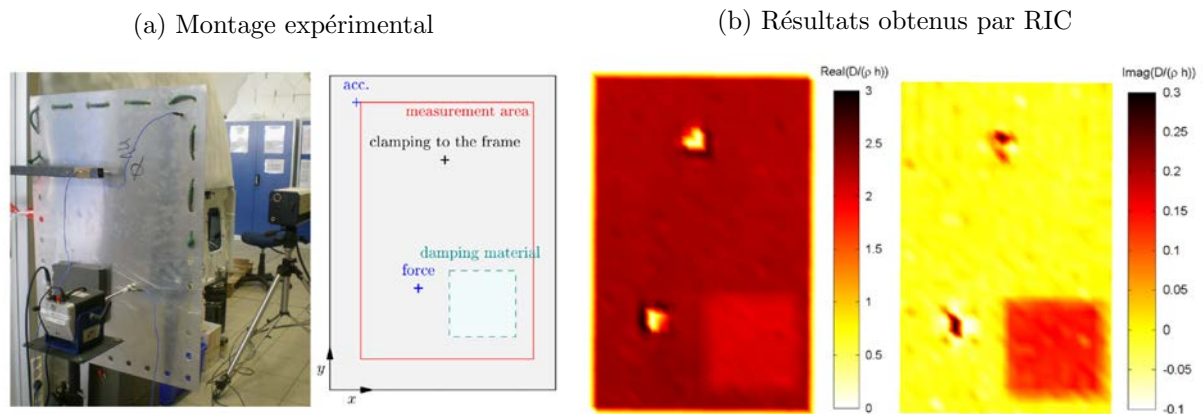 (a) Montage expérimental
(b) Résultats obtenus par RIC
acc.
measurement area
clamping to the frame
damping material
force
y
x
Real(D/(ρ h))
3
2.5
2
1.5
1
0.5
0
Imag(D/(ρ h))
0.3
0.25
0.2
0.15
0.1
0.05
0
-0.05
-0.1